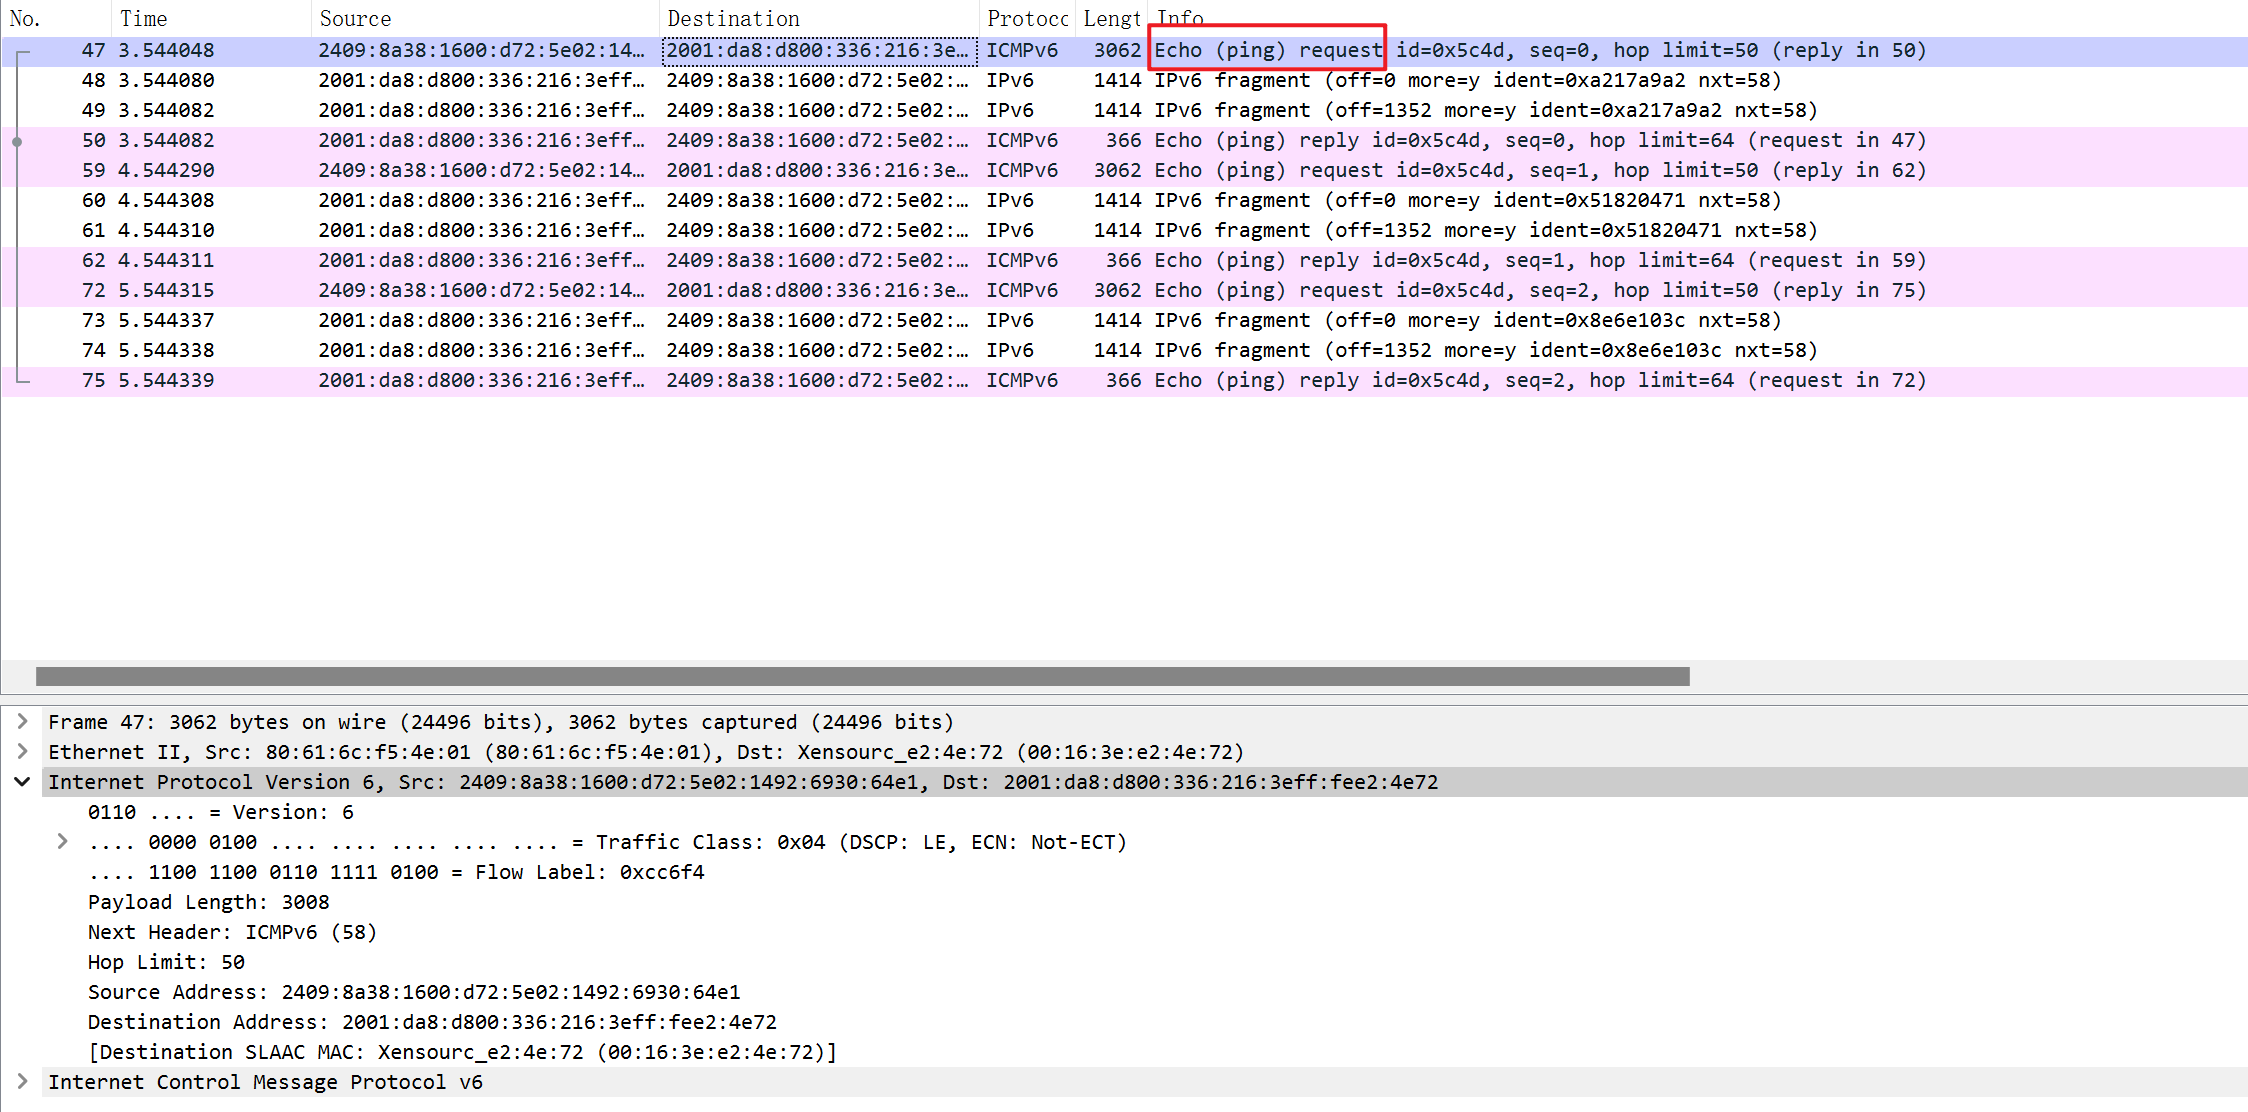 No. Time Source Destination Protocc Lengt Info
47 3.544048 2409:8a38:1600:d72:5e02:14… 2001:da8:d800:336:216:3e… ICMPv6 3062 Echo (ping) request id=0x5c4d, seq=0, hop limit=50 (reply in 50)
48 3.544080 2001:da8:d800:336:216:3eff… 2409:8a38:1600:d72:5e02:… IPv6 1414 IPv6 fragment (off=0 more=y ident=0xa217a9a2 nxt=58)
49 3.544082 2001:da8:d800:336:216:3eff… 2409:8a38:1600:d72:5e02:… IPv6 1414 IPv6 fragment (off=1352 more=y ident=0xa217a9a2 nxt=58)
50 3.544082 2001:da8:d800:336:216:3eff… 2409:8a38:1600:d72:5e02:… ICMPv6 366 Echo (ping) reply id=0x5c4d, seq=0, hop limit=64 (request in 47)
59 4.544290 2409:8a38:1600:d72:5e02:14… 2001:da8:d800:336:216:3e… ICMPv6 3062 Echo (ping) request id=0x5c4d, seq=1, hop limit=50 (reply in 62)
60 4.544308 2001:da8:d800:336:216:3eff… 2409:8a38:1600:d72:5e02:… IPv6 1414 IPv6 fragment (off=0 more=y ident=0x51820471 nxt=58)
61 4.544310 2001:da8:d800:336:216:3eff… 2409:8a38:1600:d72:5e02:… IPv6 1414 IPv6 fragment (off=1352 more=y ident=0x51820471 nxt=58)
62 4.544311 2001:da8:d800:336:216:3eff… 2409:8a38:1600:d72:5e02:… ICMPv6 366 Echo (ping) reply id=0x5c4d, seq=1, hop limit=64 (request in 59)
72 5.544315 2409:8a38:1600:d72:5e02:14… 2001:da8:d800:336:216:3e… ICMPv6 3062 Echo (ping) request id=0x5c4d, seq=2, hop limit=50 (reply in 75)
73 5.544337 2001:da8:d800:336:216:3eff… 2409:8a38:1600:d72:5e02:… IPv6 1414 IPv6 fragment (off=0 more=y ident=0x8e6e103c nxt=58)
74 5.544338 2001:da8:d800:336:216:3eff… 2409:8a38:1600:d72:5e02:… IPv6 1414 IPv6 fragment (off=1352 more=y ident=0x8e6e103c nxt=58)
75 5.544339 2001:da8:d800:336:216:3eff… 2409:8a38:1600:d72:5e02:… ICMPv6 366 Echo (ping) reply id=0x5c4d, seq=2, hop limit=64 (request in 72)
Frame 47: 3062 bytes on wire (24496 bits), 3062 bytes captured (24496 bits)
Ethernet II, Src: 80:61:6c:f5:4e:01 (80:61:6c:f5:4e:01), Dst: Xensourc_e2:4e:72 (00:16:3e:e2:4e:72)
Internet Protocol Version 6, Src: 2409:8a38:1600:d72:5e02:1492:6930:64e1, Dst: 2001:da8:d800:336:216:3eff:fee2:4e72
0110 .... = Version: 6
.... 0000 0100 .... .... .... .... .... = Traffic Class: 0x04 (DSCP: LE, ECN: Not-ECT)
.... 1100 1100 0110 1111 0100 = Flow Label: 0xcc6f4
Payload Length: 3008
Next Header: ICMPv6 (58)
Hop Limit: 50
Source Address: 2409:8a38:1600:d72:5e02:1492:6930:64e1
Destination Address: 2001:da8:d800:336:216:3eff:fee2:4e72
[Destination SLAAC MAC: Xensourc_e2:4e:72 (00:16:3e:e2:4e:72)]
Internet Control Message Protocol v6